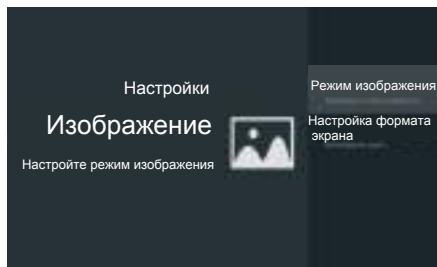 Настройки
Изображение
Настройте режим изображения
Режим изображения
Настройка формата
экрана